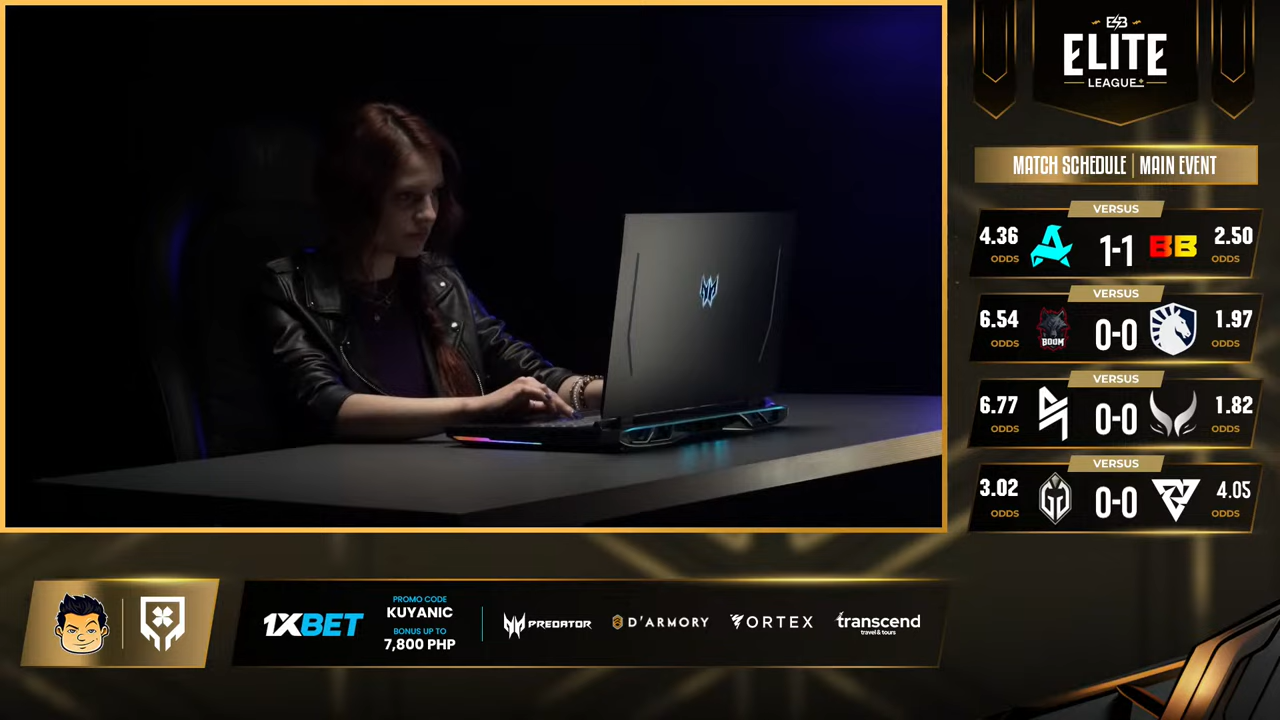 ESB
ELITE
LEAGUE
MATCH SCHEDULE | MAIN EVENT
VERSUS
4.36
ODDS
1-1
BB
2.50
ODDS
VERSUS
6.54
ODDS
BOOM
0-0
1.97
ODDS
VERSUS
6.77
ODDS
0-0
1.82
ODDS
VERSUS
3.02
ODDS
0-0
4.05
ODDS
1XBET
PROMO CODE
KUYANIC
BONUS UP TO
7,800 PHP
PREDATOR
D'ARMORY
VORTEX
transcend
travel & tours